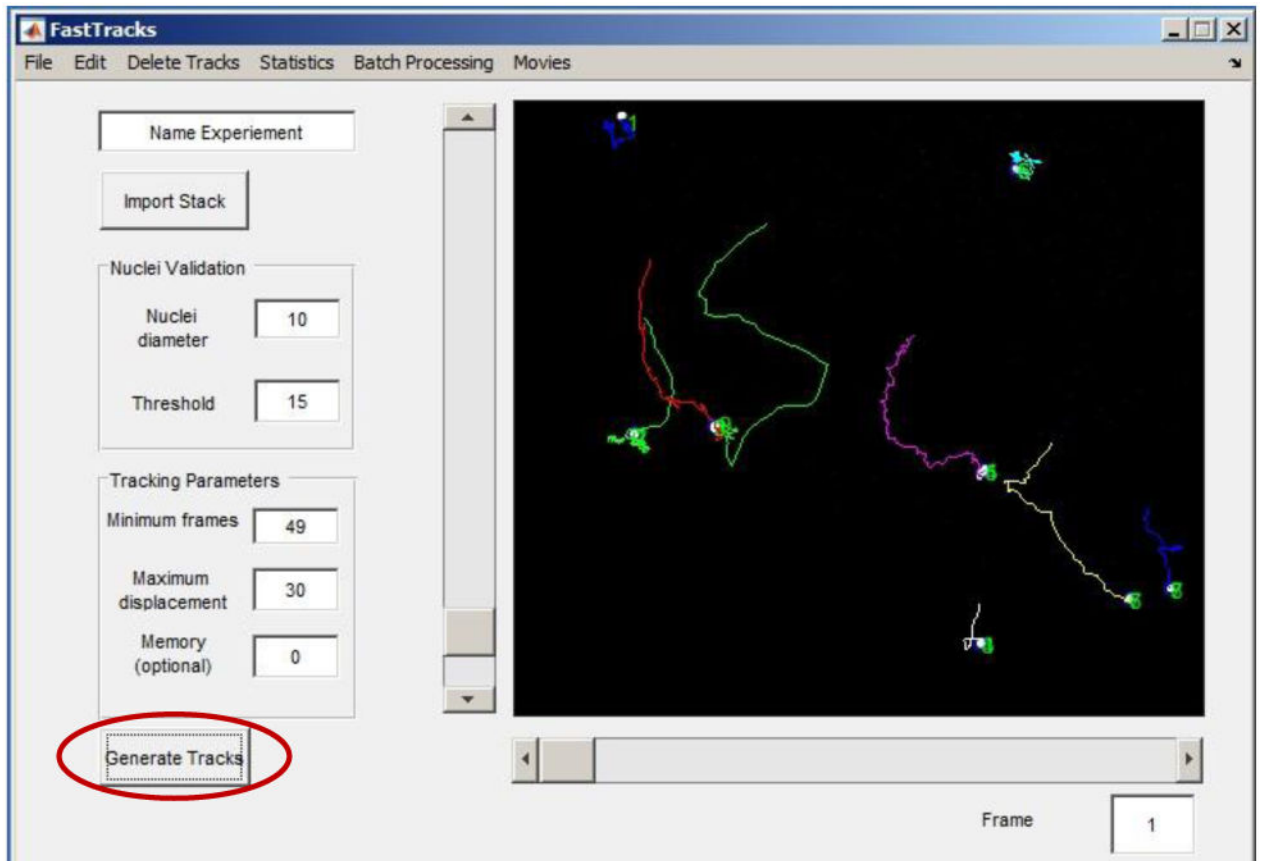 FastTracks
File Edit Delete Tracks Statistics Batch Processing Movies
Name Experiement
Import Stack
Nuclei Validation
Nuclei
diameter
10
Threshold
15
Tracking Parameters
Minimum frames
49
Maximum
displacement
30
Memory
(optional)
0
Generate Tracks
Frame
1